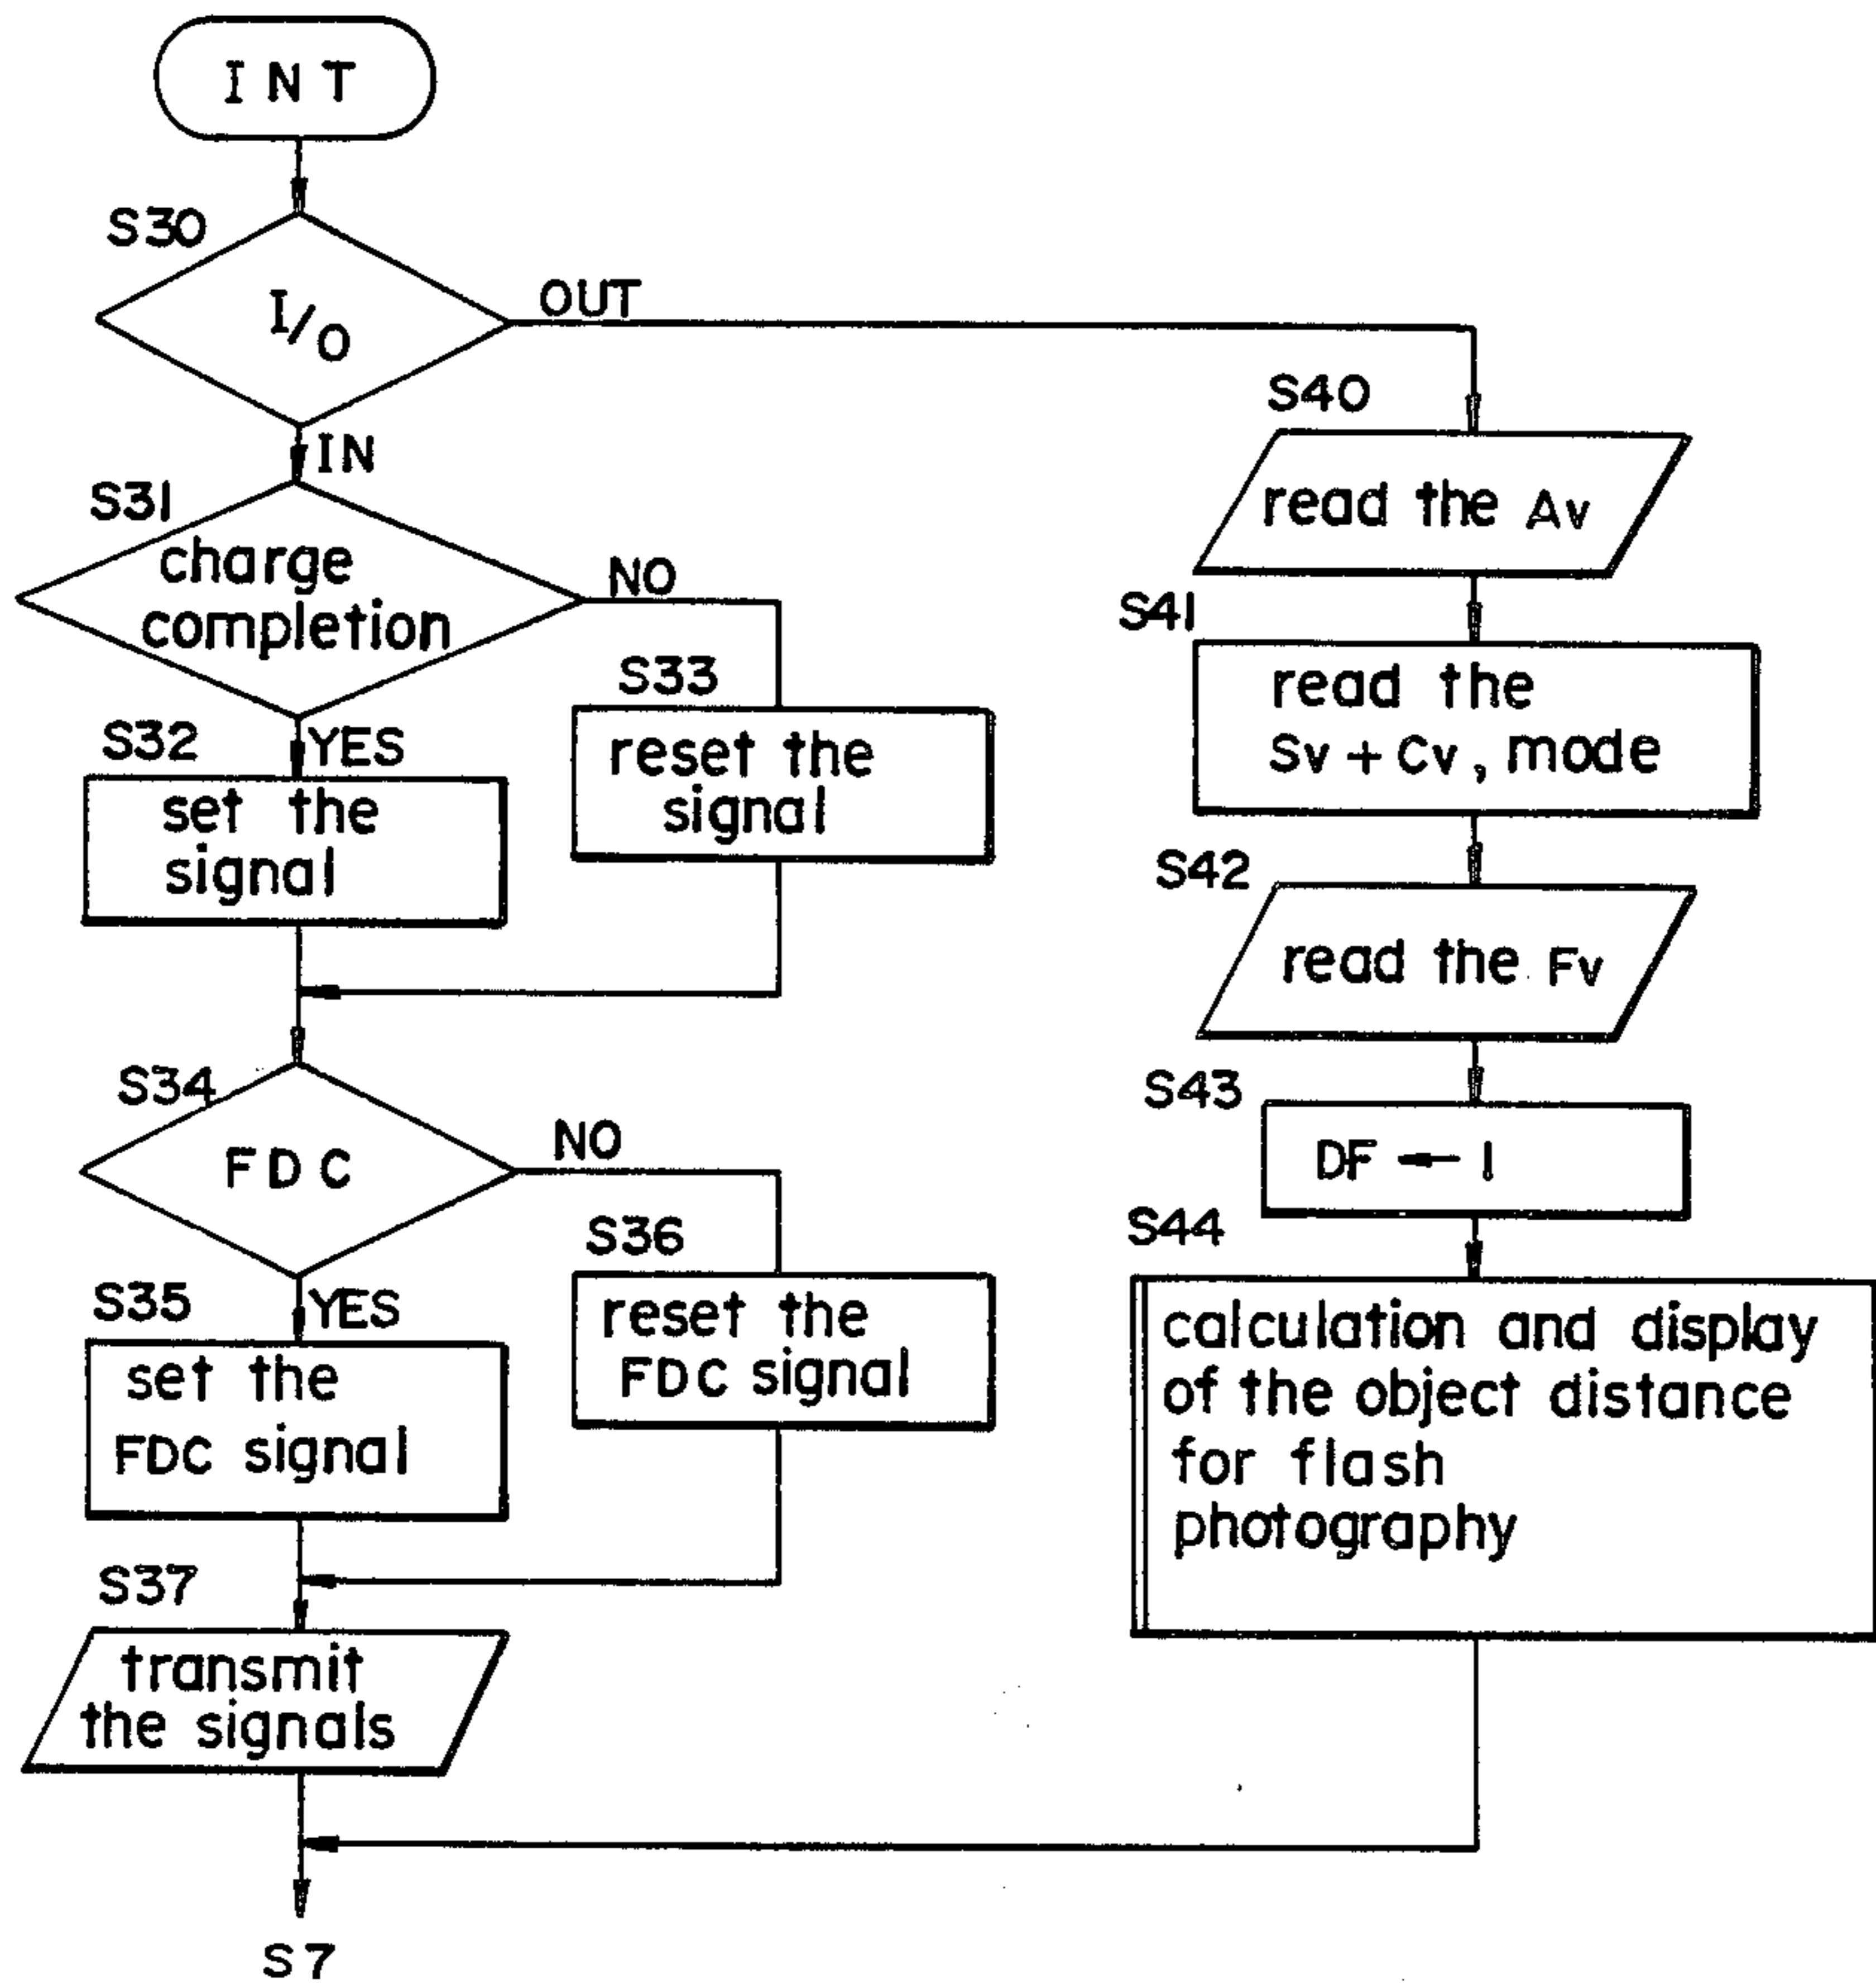 INT
S30
I/O
OUT
IN
S31
charge
completion
NO
S32
YES
set the
signal
S33
reset the
signal
S34
FDC
NO
S35
YES
set the
FDC signal
S36
reset the
FDC signal
S37
transmit
the signals
S7
S40
read the Av
S41
read the
Sv + Cv, mode
S42
read the Fv
S43
DF ← 1
S44
calculation and display
of the object distance
for flash
photography